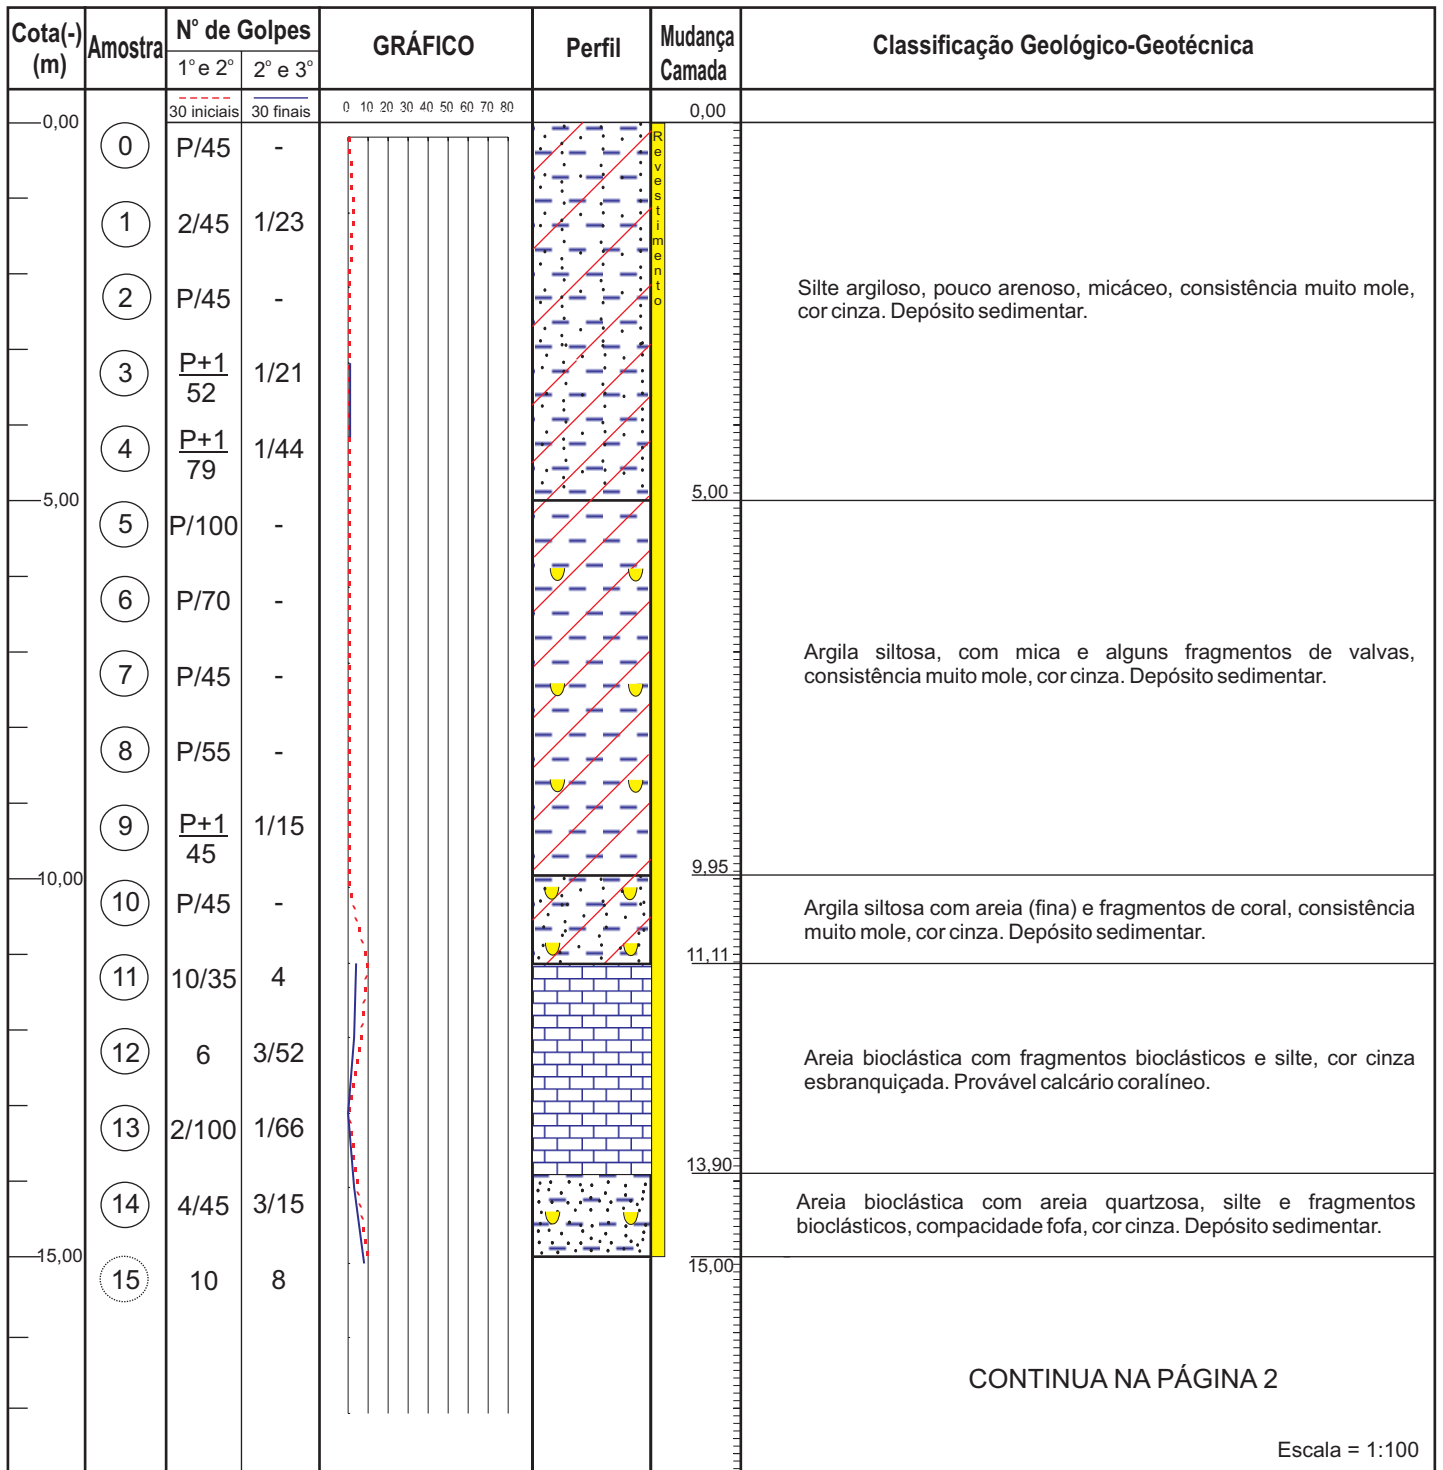 Cota(-) (m)
Amostra
N° de Golpes
1° e 2°
2° e 3°
GRÁFICO
Perfil
Mudança Camada
Classificação Geológico-Geotécnica
30 iniciais
30 finais
0 10 20 30 40 50 60 70 80
0,00
0,00
0 P/45 -
Revestimento
1 2/45 1/23
2 P/45 -
Silte argiloso, pouco arenoso, micáceo, consistência muito mole,
cor cinza. Depósito sedimentar.
3 P+1/52 1/21
4 P+1/79 1/44
5,00
5,00
5 P/100 -
6 P/70 -
Argila siltosa, com mica e alguns fragmentos de valvas,
consistência muito mole, cor cinza. Depósito sedimentar.
7 P/45 -
8 P/55 -
9 P+1/45 1/15
9,95
10,00
10 P/45 -
Argila siltosa com areia (fina) e fragmentos de coral, consistência
muito mole, cor cinza. Depósito sedimentar.
11,11
11 10/35 4
12 6 3/52
Areia bioclástica com fragmentos bioclásticos e silte, cor cinza
esbranquiçada. Provável calcário coralíneo.
13 2/100 1/66
13,90
14 4/45 3/15
Areia bioclástica com areia quartzosa, silte e fragmentos
bioclásticos, compacidade fofa, cor cinza. Depósito sedimentar.
15,00
15,00
15 10 8
CONTINUA NA PÁGINA 2
Escala = 1:100